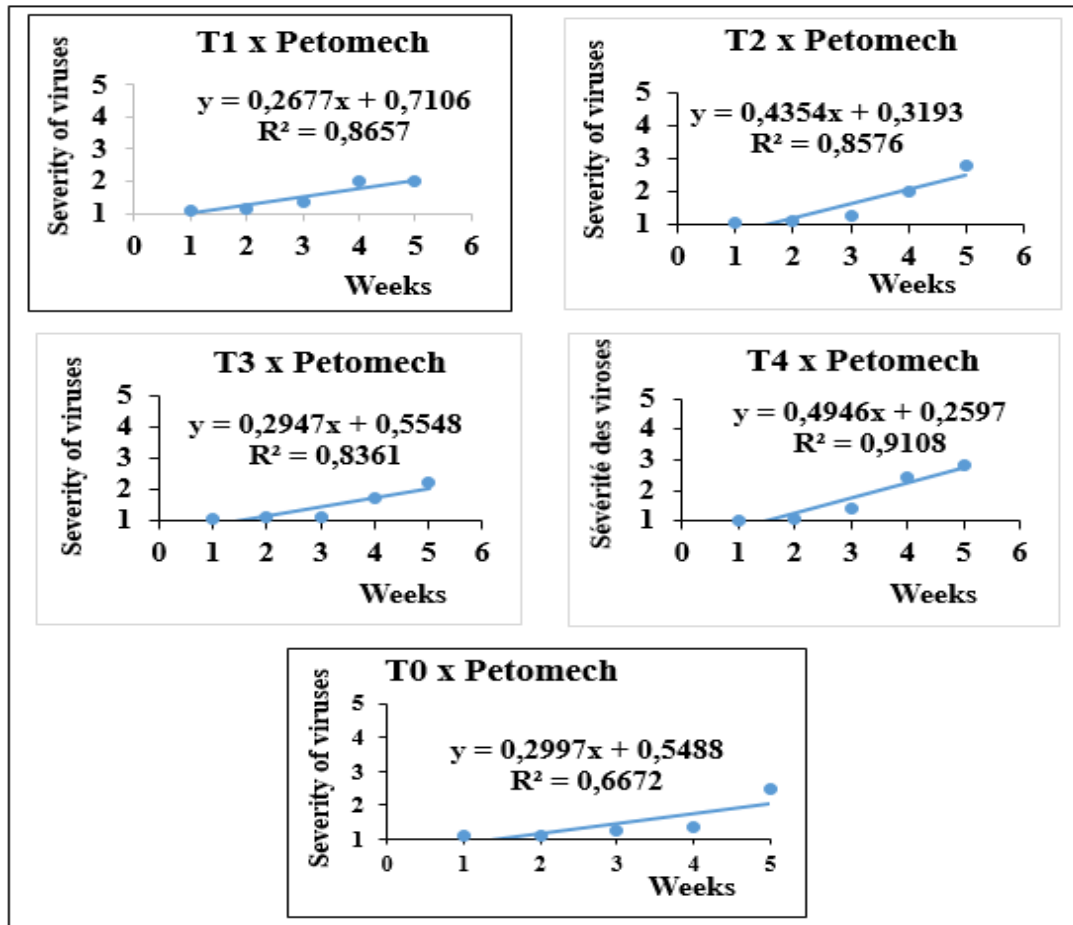 T1 x Petomech
Severity of viruses
5
4
3
2
1
y = 0,2677x + 0,7106
R² = 0,8657
0 1 2 3 4 5 6
Weeks
T2 x Petomech
Severity of viruses
5
4
3
2
1
y = 0,4354x + 0,3193
R² = 0,8576
0 1 2 3 4 5 6
Weeks
T3 x Petomech
Severity of viruses
5
4
3
2
1
y = 0,2947x + 0,5548
R² = 0,8361
0 1 2 3 4 5 6
Weeks
T4 x Petomech
Sévérité des viroses
5
4
3
2
1
y = 0,4946x + 0,2597
R² = 0,9108
0 1 2 3 4 5 6
Weeks
T0 x Petomech
Severity of viruses
5
4
3
2
1
y = 0,2997x + 0,5488
R² = 0,6672
0 1 2 3 4 5
Weeks